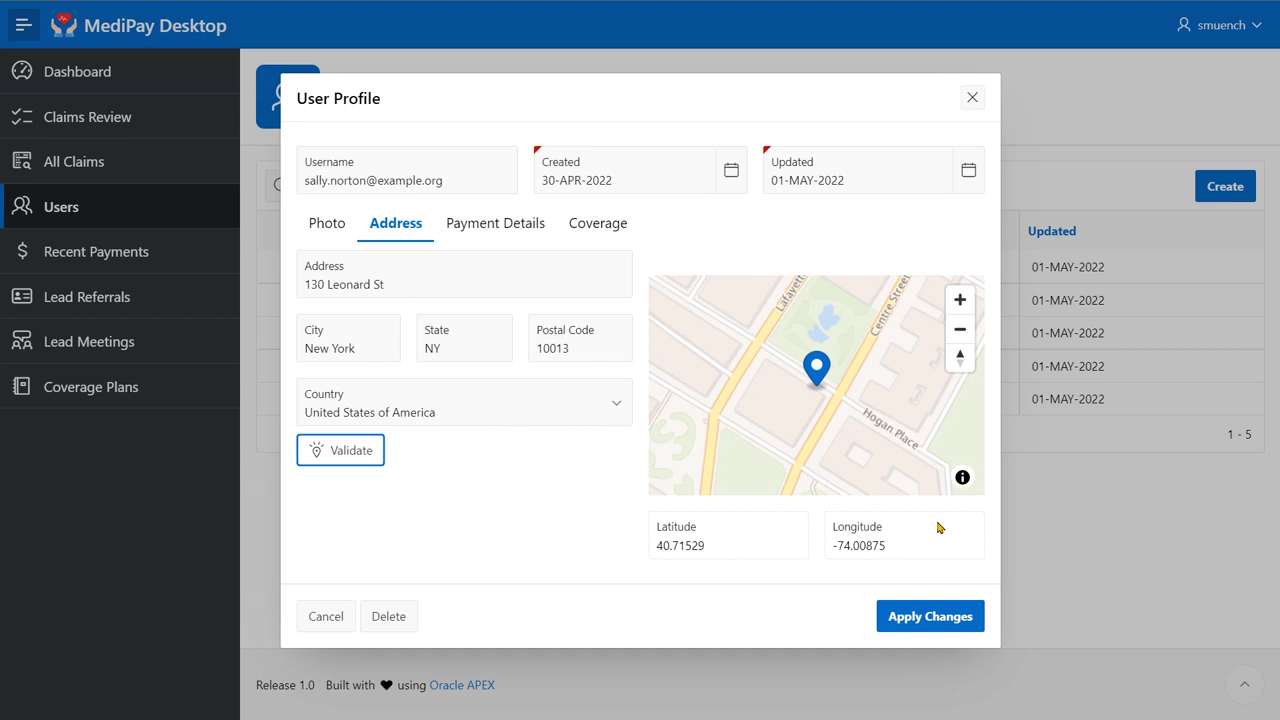 MediPay Desktop
smuench
Dashboard
Claims Review
All Claims
Users
Recent Payments
Lead Referrals
Lead Meetings
Coverage Plans
User Profile
Username
sally.norton@example.org
Created
30-APR-2022
Updated
01-MAY-2022
Photo
Address
Payment Details
Coverage
Address
130 Leonard St
City
New York
State
NY
Postal Code
10013
Country
United States of America
Validate
Lafayett
Centre Street
Hogan Place
Latitude
40.71529
Longitude
-74.00875
Cancel
Delete
Apply Changes
Create
Updated
01-MAY-2022
01-MAY-2022
01-MAY-2022
01-MAY-2022
01-MAY-2022
1 - 5
Release 1.0 Built with ♥ using Oracle APEX